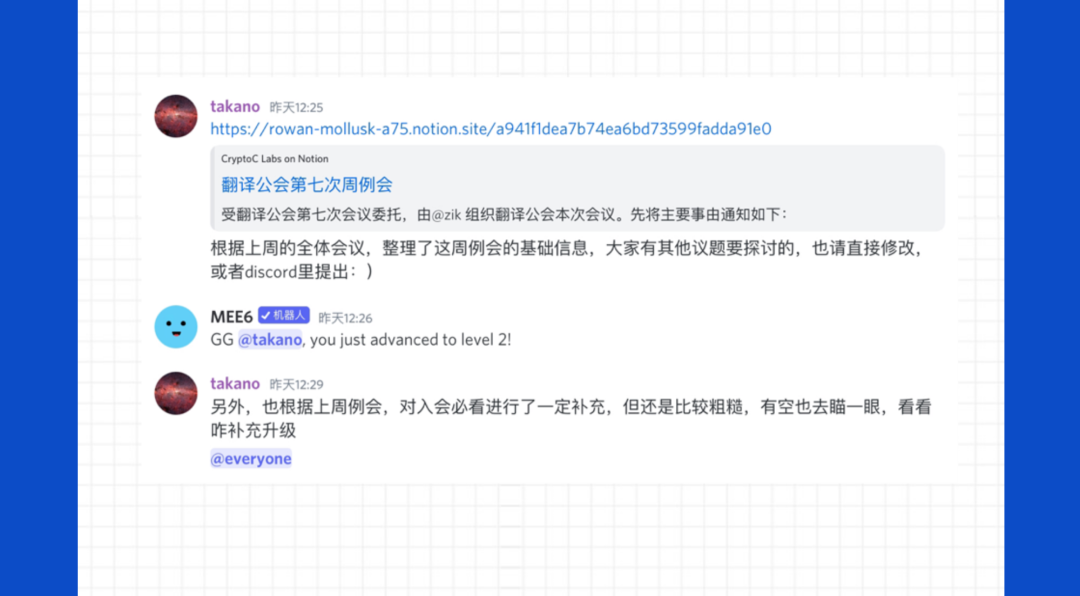 takano 昨天12:25
https://rowan-mollusk-a75.notion.site/a941f1dea7b74ea6bd73599fadda91e0
CryptoC Labs on Notion
翻译公会第七次周例会
受翻译公会第七次会议委托，由@zik 组织翻译公会本次会议。先将主要事由通知如下：
根据上周的全体会议，整理了这周例会的基础信息，大家有其他议题要探讨的，也请直接修改，
或者discord里提出：)
MEE6 ✓机器人 昨天12:26
GG @takano, you just advanced to level 2!
takano 昨天12:29
另外，也根据上周例会，对入会必看进行了一定补充，但还是比较粗糙，有空也去瞄一眼，看看
咋补充升级
@everyone